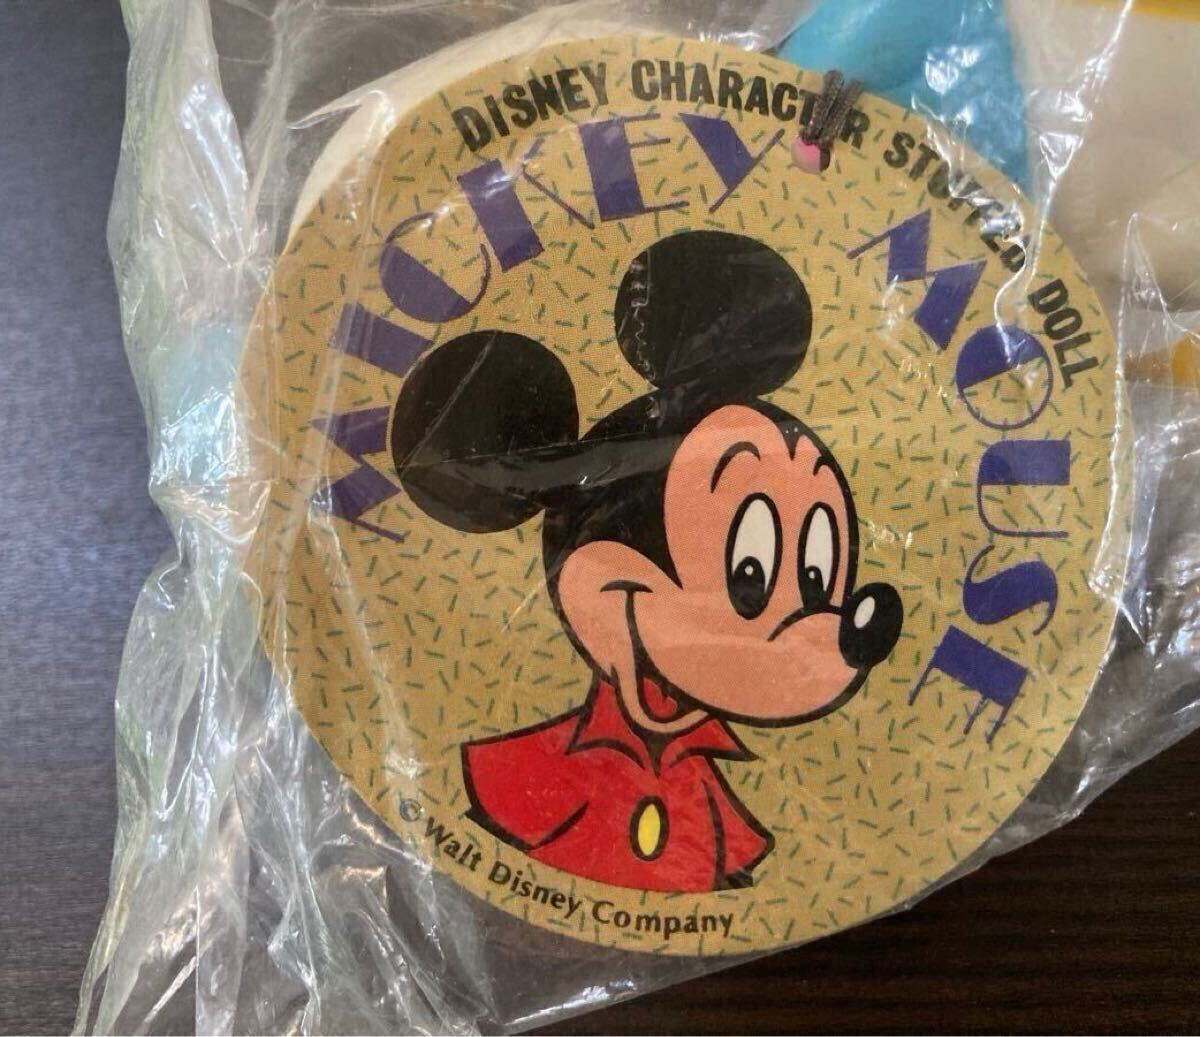 DISNEY CHARACTER STUFFED DOLL
MICKEY MOUSE
© Walt Disney Company